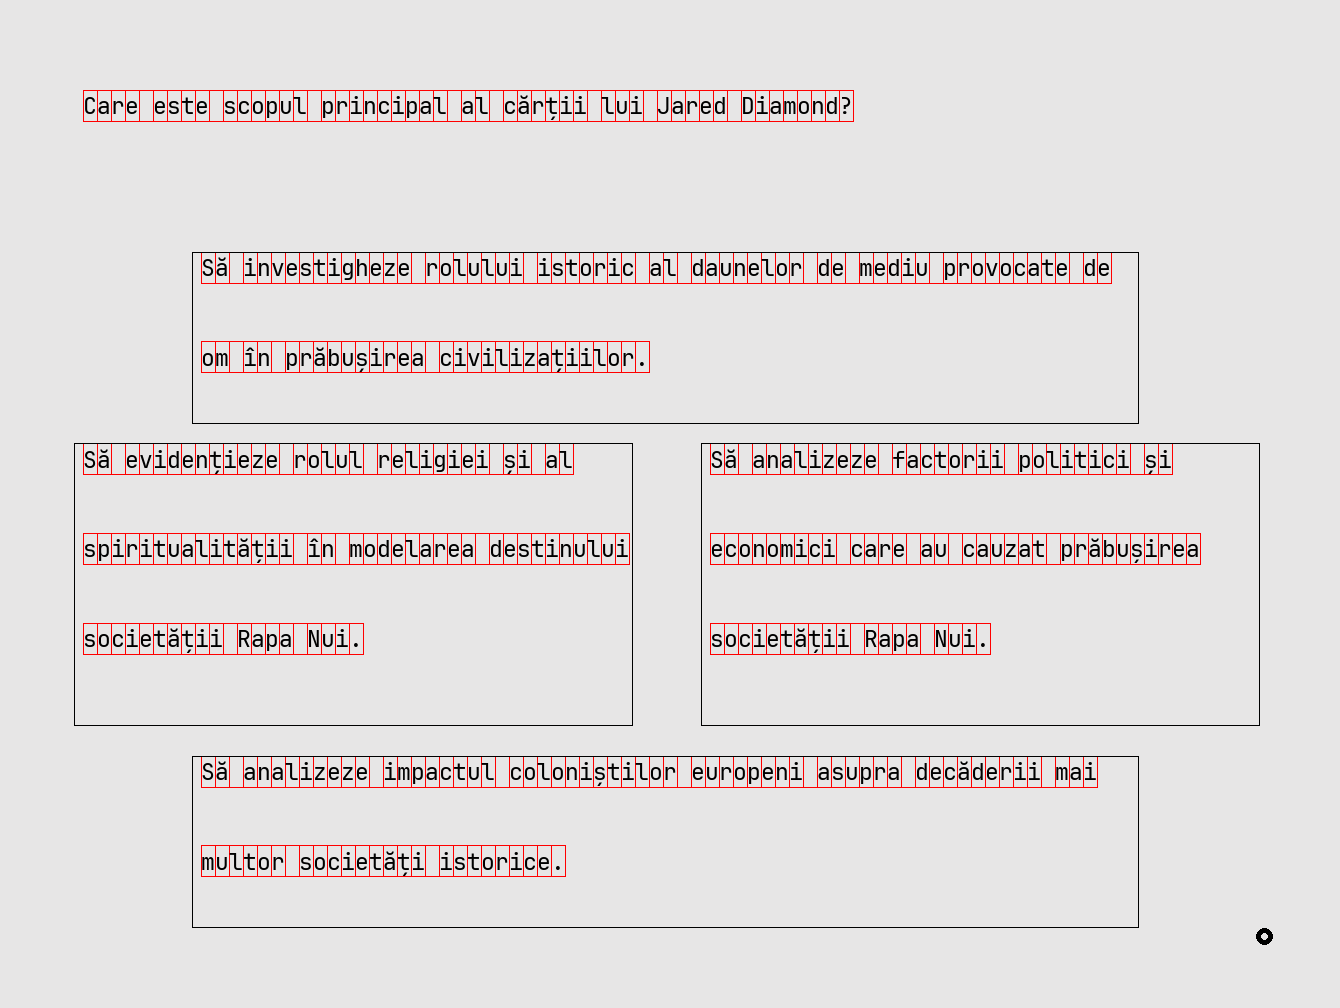 Care este scopul principal al cărții lui Jared Diamond?
Să investigheze rolului istoric al daunelor de mediu provocate de
om în prăbușirea civilizațiilor.
Să evidențieze rolul religiei și al
spiritualității în modelarea destinului
societății Rapa Nui.
Să analizeze factorii politici și
economici care au cauzat prăbușirea
societății Rapa Nui.
Să analizeze impactul coloniștilor europeni asupra decăderii mai
multor societăți istorice.